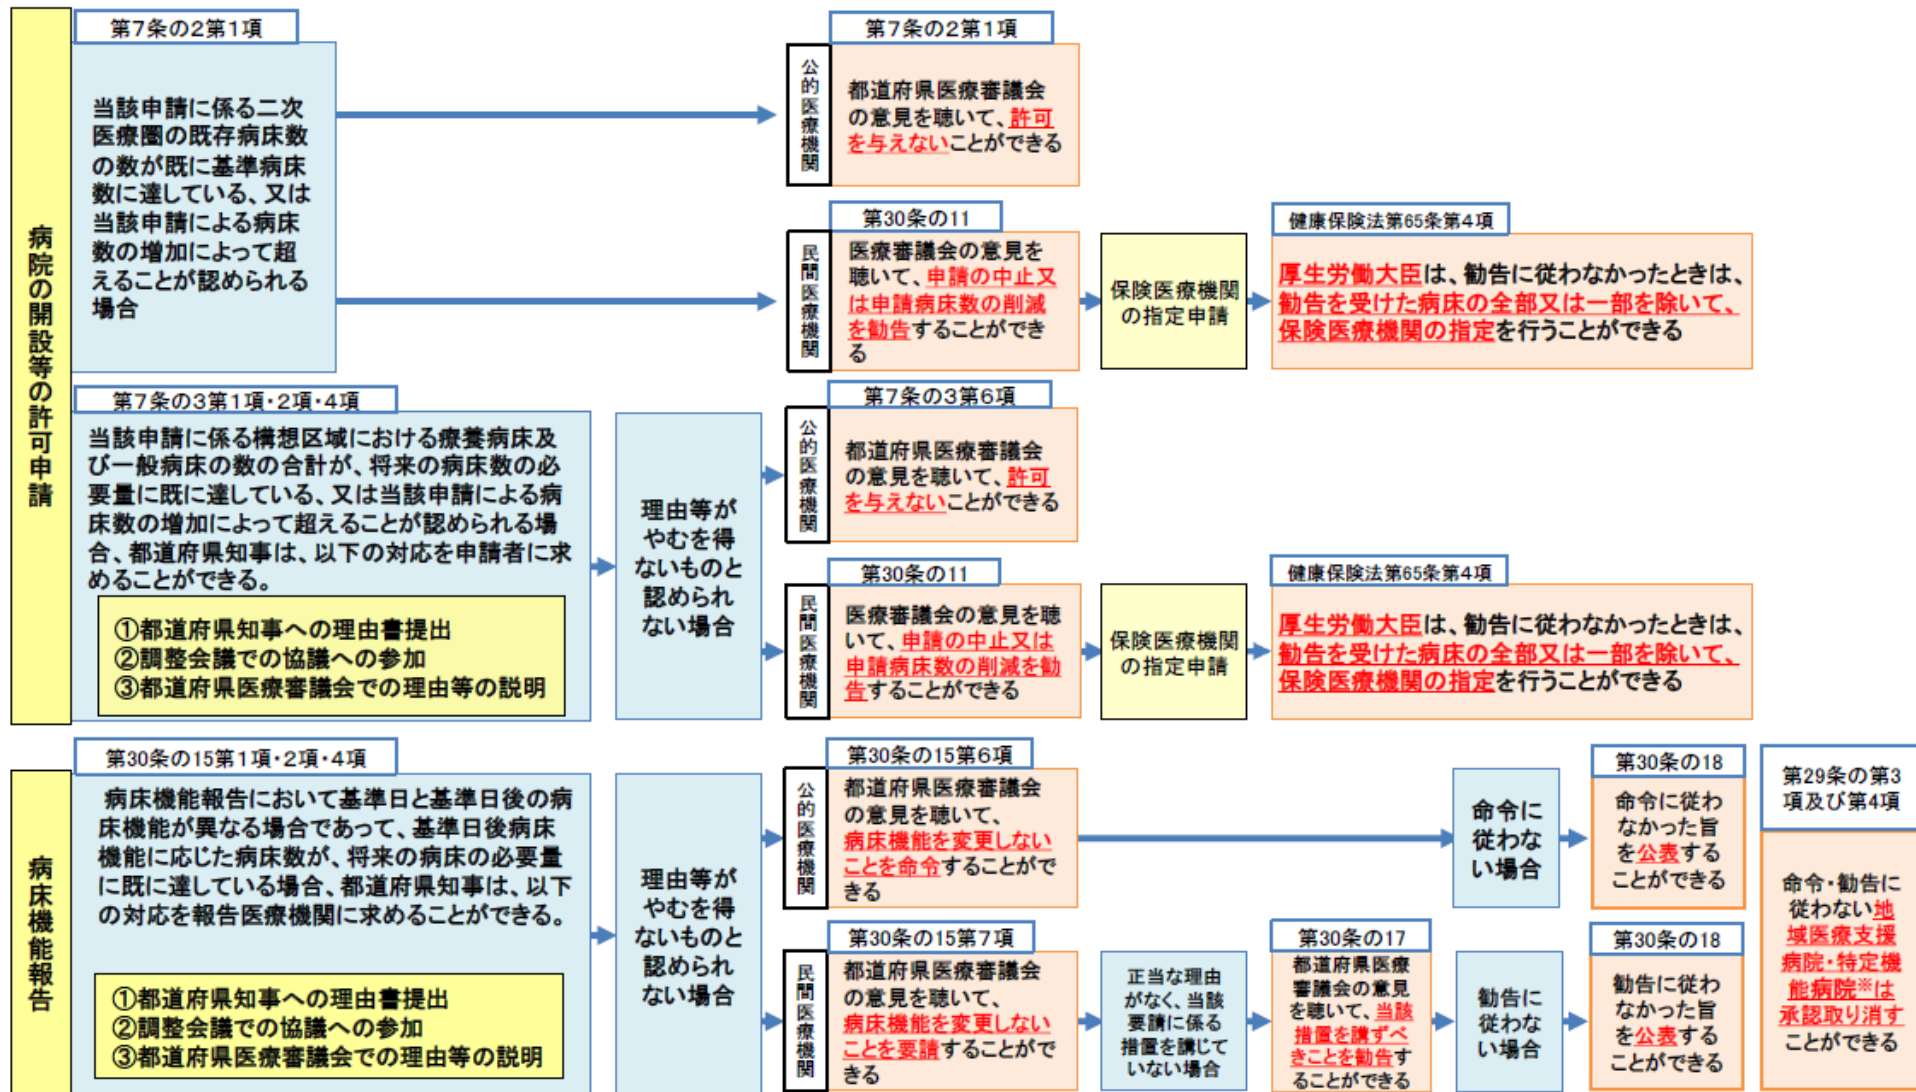 病院の開設等の許可申請
第7条の2第1項
当該申請に係る二次
医療圏の既存病床数
の数が既に基準病床
数に達している、又は
当該申請による病床
数の増加によって超
えることが認められる
場合
第7条の2第1項
公的医療機関
都道府県医療審議会
の意見を聴いて、許可
を与えないことができる
第30条の11
民間医療機関
医療審議会の意見を
聴いて、申請の中止又
は申請病床数の削減
を勧告することができ
る
保険医療機関
の指定申請
健康保険法第65条第4項
厚生労働大臣は、勧告に従わなかったときは、
勧告を受けた病床の全部又は一部を除いて、
保険医療機関の指定を行うことができる
第7条の3第1項・2項・4項
当該申請に係る構想区域における療養病床及
び一般病床の数の合計が、将来の病床数の必
要量に既に達している、又は当該申請による病
床数の増加によって超えることが認められる場
合、都道府県知事は、以下の対応を申請者に求
めることができる。
①都道府県知事への理由書提出
②調整会議での協議への参加
③都道府県医療審議会での理由等の説明
理由等が
やむを得
ないものと
認められ
ない場合
第7条の3第6項
公的医療機関
都道府県医療審議会
の意見を聴いて、許可
を与えないことができる
第30条の11
民間医療機関
医療審議会の意見を聴
いて、申請の中止又は
申請病床数の削減を勧
告することができる
保険医療機関
の指定申請
健康保険法第65条第4項
厚生労働大臣は、勧告に従わなかったときは、
勧告を受けた病床の全部又は一部を除いて、
保険医療機関の指定を行うことができる
病床機能報告
第30条の15第1項・2項・4項
病床機能報告において基準日と基準日後の病
床機能が異なる場合であって、基準日後病床
機能に応じた病床数が、将来の病床の必要量
に既に達している場合、都道府県知事は、以下
の対応を報告医療機関に求めることができる。
①都道府県知事への理由書提出
②調整会議での協議への参加
③都道府県医療審議会での理由等の説明
理由等が
やむを得
ないものと
認められ
ない場合
第30条の15第6項
公的医療機関
都道府県医療審議会
の意見を聴いて、
病床機能を変更しない
ことを命令することがで
きる
命令に
従わな
い場合
第30条の18
命令に従わ
なかった旨
を公表する
ことができる
第30条の15第7項
民間医療機関
都道府県医療審議会
の意見を聴いて、
病床機能を変更しない
ことを要請することがで
きる
正当な理由
がなく、当該
要請に係る
措置を講じて
いない場合
第30条の17
都道府県医療
審議会の意見
を聴いて、当該
措置を講ずべ
きことを勧告す
ることができる
勧告に
従わな
い場合
第30条の18
勧告に従わ
なかった旨
を公表する
ことができる
第29条の第3
項及び第4項
命令・勧告に
従わない地
域医療支援
病院・特定機
能病院※は
承認取り消す
ことができる